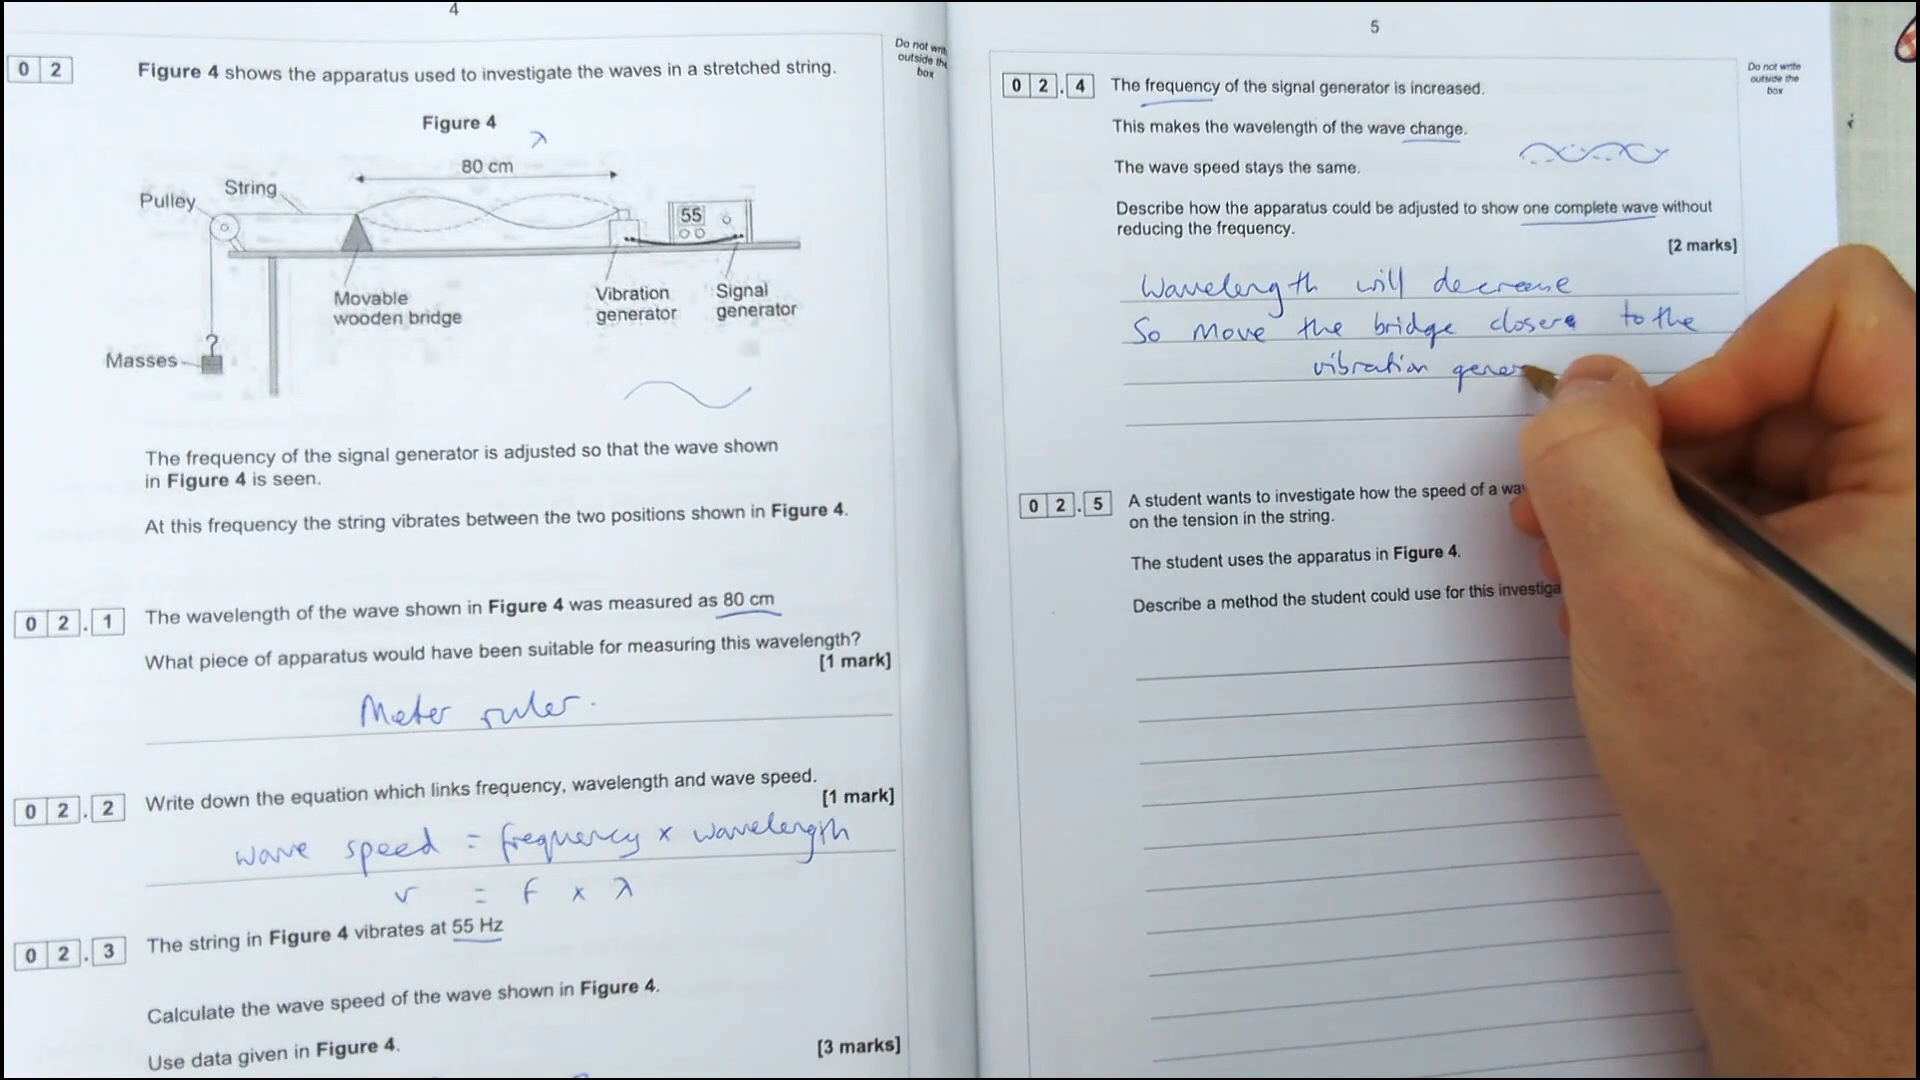 4
0 2
Figure 4 shows the apparatus used to investigate the waves in a stretched string.
Do not write
outside the
box
Figure 4
λ
80 cm
String
Pulley
55
Movable
wooden bridge
Vibration
generator
Signal
generator
?
Masses
The frequency of the signal generator is adjusted so that the wave shown
in Figure 4 is seen.
At this frequency the string vibrates between the two positions shown in Figure 4.
0 2 . 1
The wavelength of the wave shown in Figure 4 was measured as 80 cm
What piece of apparatus would have been suitable for measuring this wavelength?
[1 mark]
Meter ruler.
0 2 . 2
Write down the equation which links frequency, wavelength and wave speed.
[1 mark]
wave speed = frequency x wavelength
v = f x λ
0 2 . 3
The string in Figure 4 vibrates at 55 Hz
Calculate the wave speed of the wave shown in Figure 4.
Use data given in Figure 4.
[3 marks]
5
Do not write
outside the
box
0 2 . 4
The frequency of the signal generator is increased.
This makes the wavelength of the wave change.
The wave speed stays the same.
Describe how the apparatus could be adjusted to show one complete wave without
reducing the frequency.
[2 marks]
Wavelength will decrease
So move the bridge closer to the
vibration gener
0 2 . 5
A student wants to investigate how the speed of a wa
on the tension in the string.
The student uses the apparatus in Figure 4.
Describe a method the student could use for this investiga